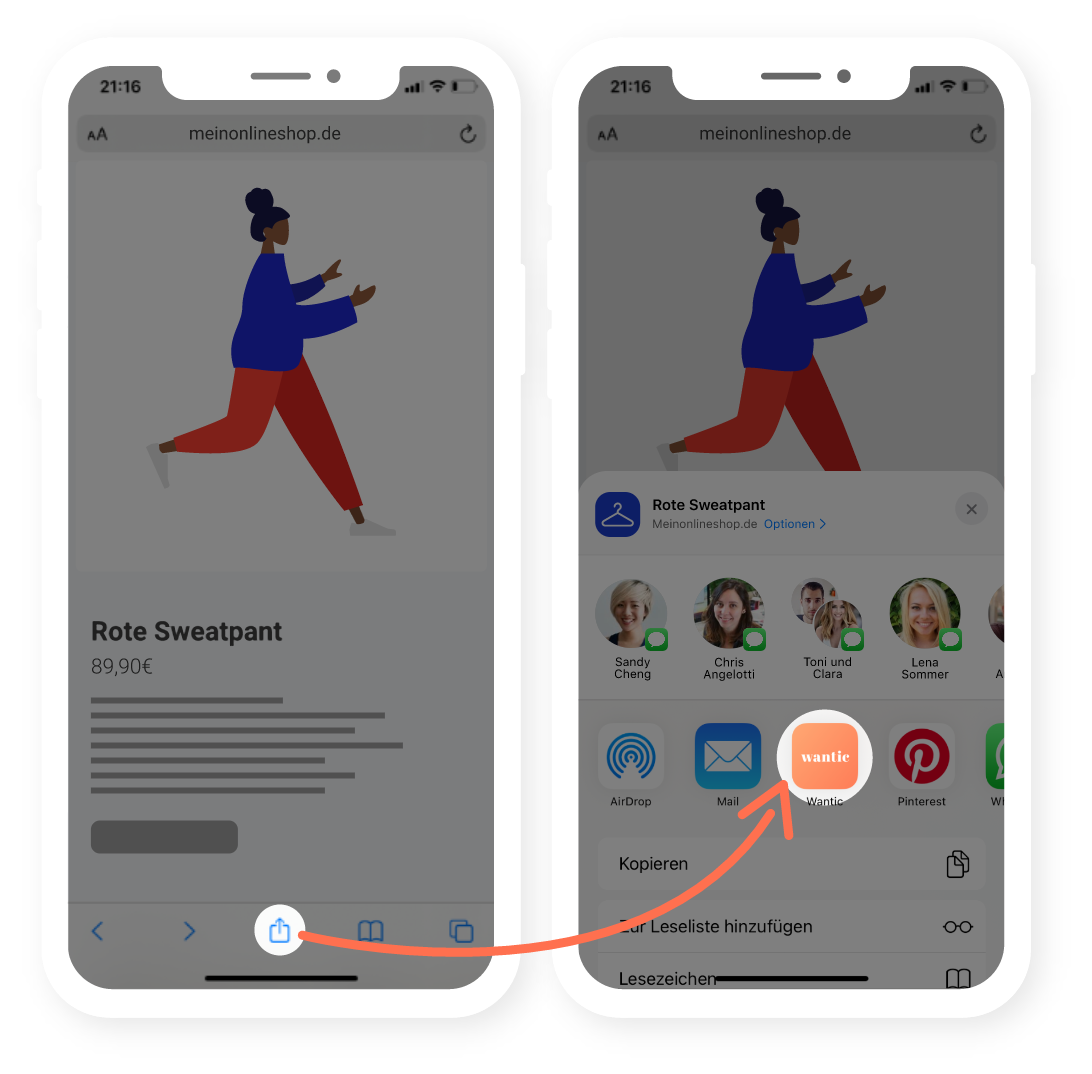 21:16
AA
meinonlineshop.de
Rote Sweatpant
89,90€
21:16
AA
meinonlineshop.de
Rote Sweatpant
Meinonlineshop.de Optionen
Sandy
Cheng
Chris
Angelotti
Toni und
Clara
Lena
Sommer
A
wantic
AirDrop
Mail
Wantic
Pinterest
Wh
Kopieren
Zur Leseliste hinzufügen
Lesezeichen